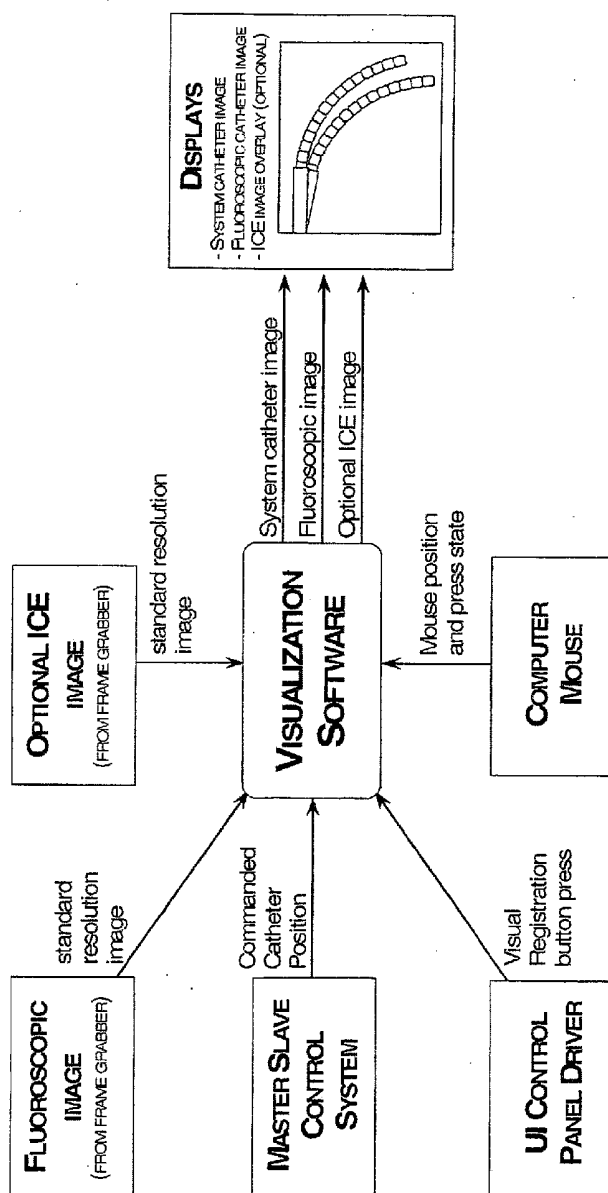 FLUOROSCOPIC
IMAGE
(FROM FRAME GRABBER)
standard
resolution
image
OPTIONAL ICE
IMAGE
(FROM FRAME GRABBER)
standard resolution
image
MASTER SLAVE
CONTROL
SYSTEM
Commanded
Catheter
Position
UI CONTROL
PANEL DRIVER
Visual
Registration
button press
COMPUTER
MOUSE
Mouse position
and press state
VISUALIZATION
SOFTWARE
System catheter image
Fluoroscopic image
Optional ICE image
DISPLAYS
- SYSTEM CATHETER IMAGE
- FLUOROSCOPIC CATHETER IMAGE
- ICE IMAGE OVERLAY (OPTIONAL)